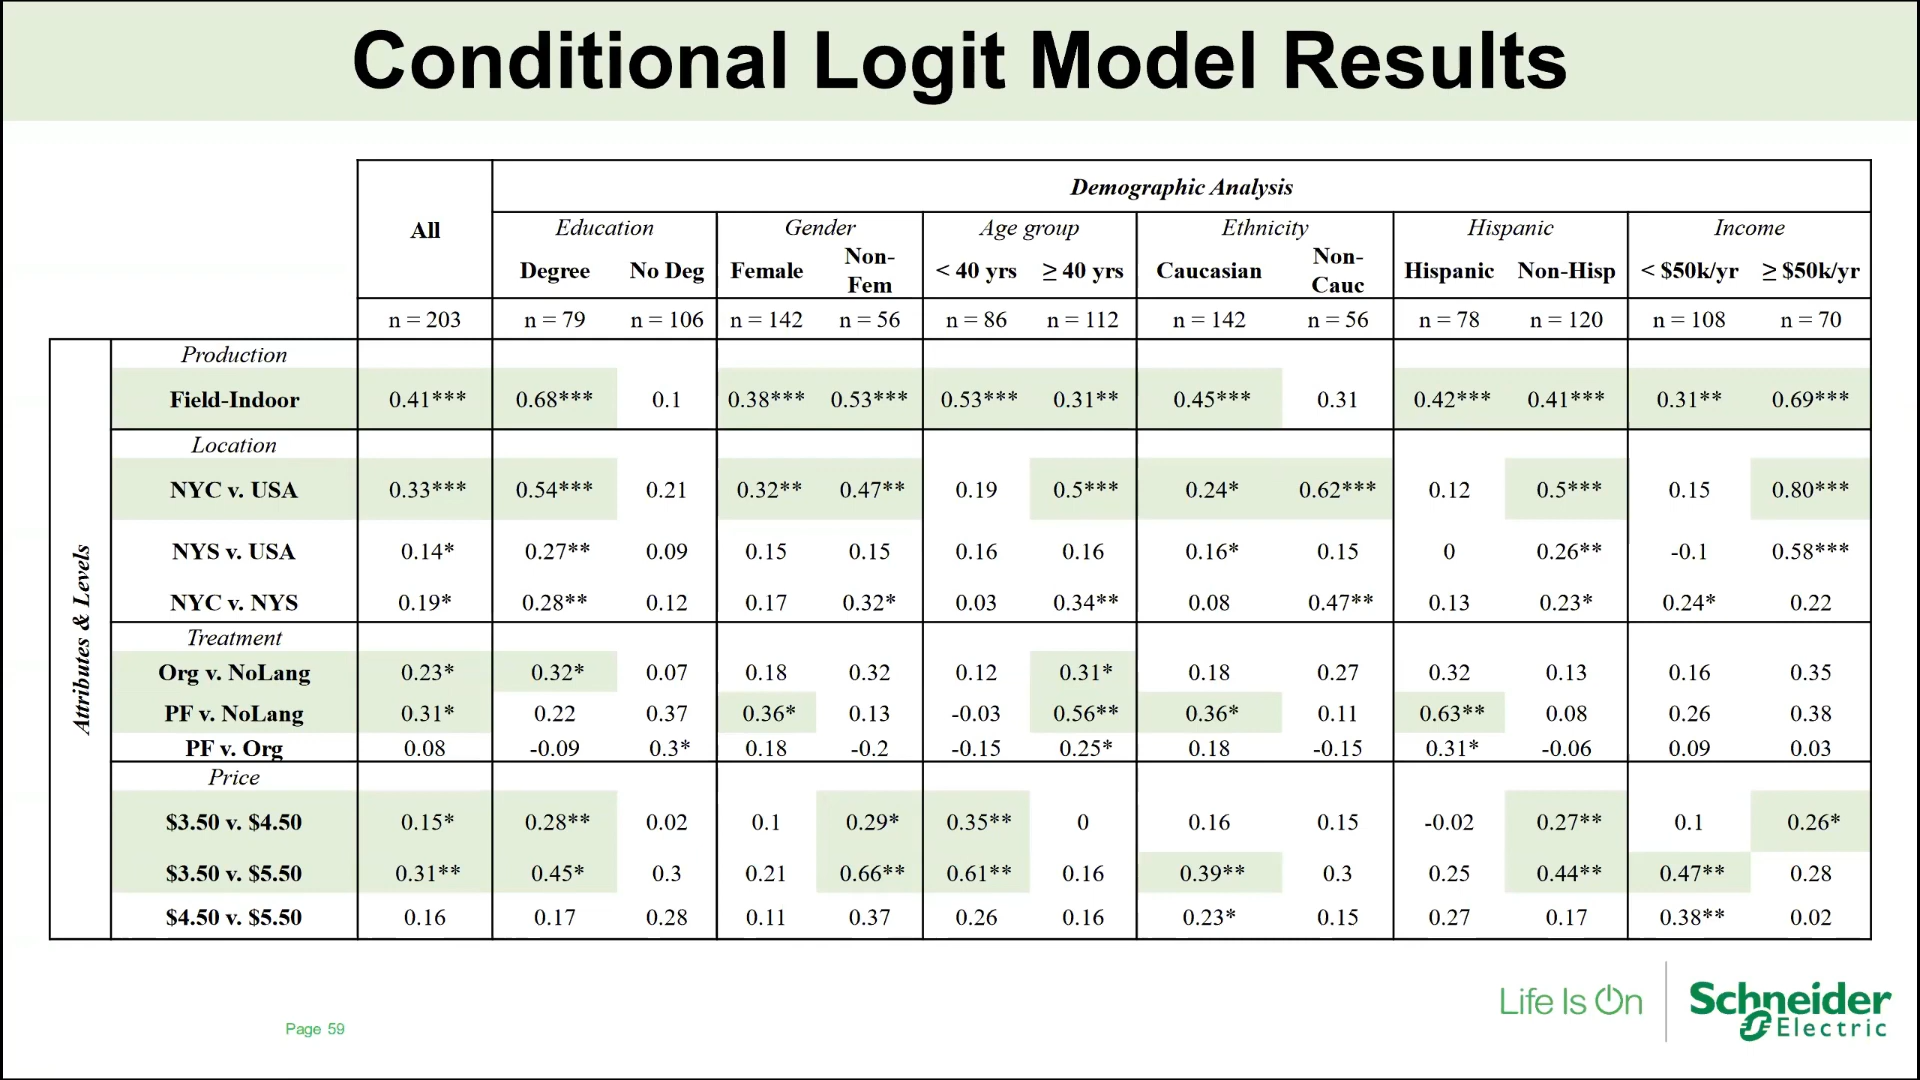 Conditional Logit Model Results
Demographic Analysis
All
Education Gender Age group Ethnicity Hispanic Income
Degree No Deg Female Non-Fem < 40 yrs ≥ 40 yrs Caucasian Non-Cauc Hispanic Non-Hisp < $50k/yr ≥ $50k/yr
n = 203 n = 79 n = 106 n = 142 n = 56 n = 86 n = 112 n = 142 n = 56 n = 78 n = 120 n = 108 n = 70
Attributes & Levels
Production
Field-Indoor 0.41*** 0.68*** 0.1 0.38*** 0.53*** 0.53*** 0.31** 0.45*** 0.31 0.42*** 0.41*** 0.31** 0.69***
Location
NYC v. USA 0.33*** 0.54*** 0.21 0.32** 0.47** 0.19 0.5*** 0.24* 0.62*** 0.12 0.5*** 0.15 0.80***
NYS v. USA 0.14* 0.27** 0.09 0.15 0.15 0.16 0.16 0.16* 0.15 0 0.26** -0.1 0.58***
NYC v. NYS 0.19* 0.28** 0.12 0.17 0.32* 0.03 0.34** 0.08 0.47** 0.13 0.23* 0.24* 0.22
Treatment
Org v. NoLang 0.23* 0.32* 0.07 0.18 0.32 0.12 0.31* 0.18 0.27 0.32 0.13 0.16 0.35
PF v. NoLang 0.31* 0.22 0.37 0.36* 0.13 -0.03 0.56** 0.36* 0.11 0.63** 0.08 0.26 0.38
PF v. Org 0.08 -0.09 0.3* 0.18 -0.2 -0.15 0.25* 0.18 -0.15 0.31* -0.06 0.09 0.03
Price
$3.50 v. $4.50 0.15* 0.28** 0.02 0.1 0.29* 0.35** 0 0.16 0.15 -0.02 0.27** 0.1 0.26*
$3.50 v. $5.50 0.31** 0.45* 0.3 0.21 0.66** 0.61** 0.16 0.39** 0.3 0.25 0.44** 0.47** 0.28
$4.50 v. $5.50 0.16 0.17 0.28 0.11 0.37 0.26 0.16 0.23* 0.15 0.27 0.17 0.38** 0.02
Page 59
Life Is On
Schneider
Electric